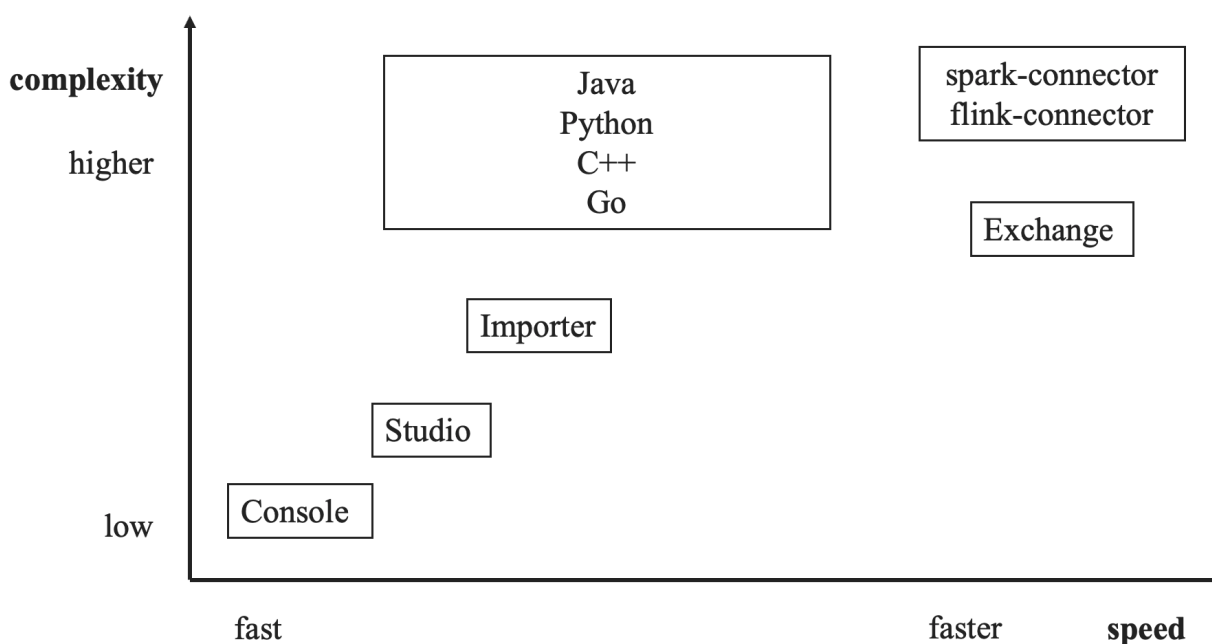 complexity
higher
low
Java
Python
C++
Go
spark-connector
flink-connector
Exchange
Importer
Studio
Console
fast
faster
speed